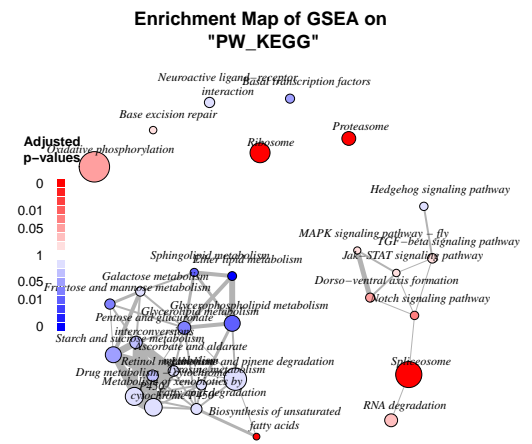 Enrichment Map of GSEA on
"PW_KEGG"
Neuroactive ligand−receptor
interaction
Basal transcription factors
Base excision repair
Proteasome
Ribosome
Oxidative phosphorylation
Adjusted
p−values
0
0.01
0.05
1
0.05
0.01
0
Hedgehog signaling pathway
MAPK signaling pathway − fly
TGF−beta signaling pathway
Jak−STAT signaling pathway
Dorso−ventral axis formation
Notch signaling pathway
Spliceosome
RNA degradation
Sphingolipid metabolism
Ether lipid metabolism
Galactose metabolism
Fructose and mannose metabolism
Glycerophospholipid metabolism
Glycerolipid metabolism
Pentose and glucuronate
interconversions
Starch and sucrose metabolism
Ascorbate and aldarate
Retinol metabolism
and pinene degradation
Drug metabolism
Tyrosine metabolism
Metabolism of xenobiotics by
cytochrome P450
degradation
Biosynthesis of unsaturated
fatty acids